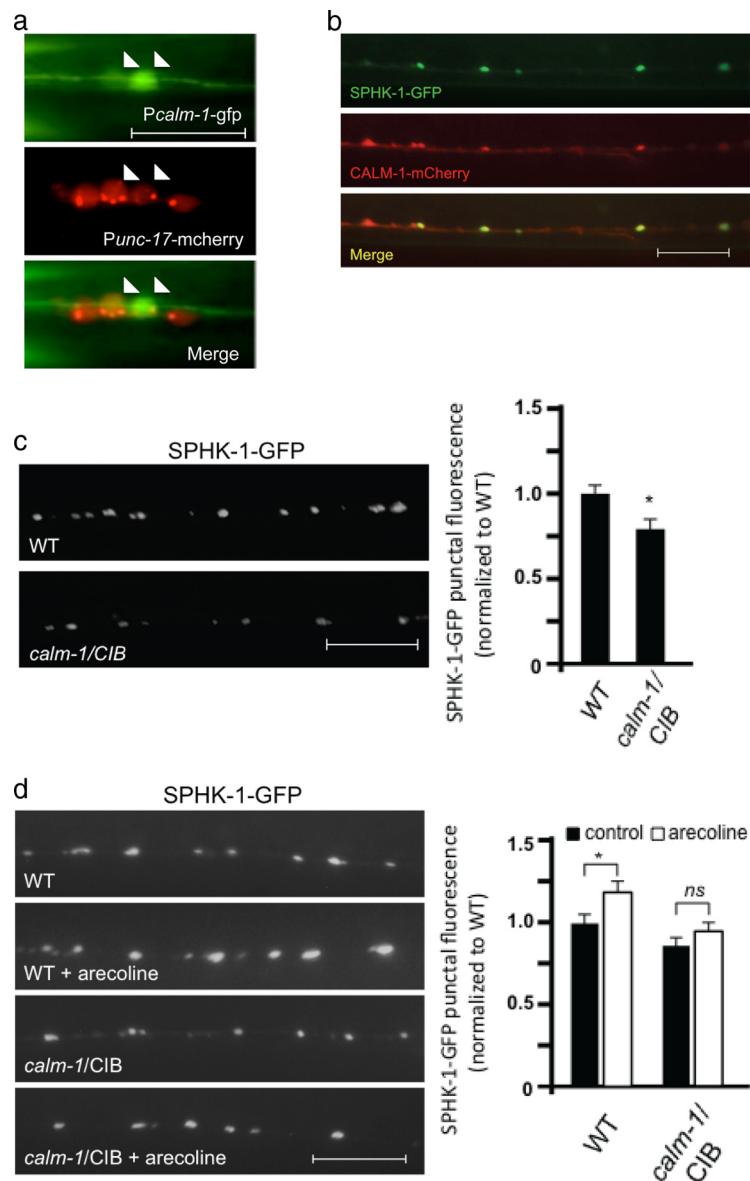 a
Pcalm-1-gfp
Punc-17-mcherry
Merge
b
SPHK-1-GFP
CALM-1-mCherry
Merge
c
SPHK-1-GFP
WT
calm-1/CIB
SPHK-1-GFP punctal fluorescence
(normalized to WT)
1.5
1.0
0.5
0
*
WT
calm-1/
CIB
d
SPHK-1-GFP
WT
WT + arecoline
calm-1/CIB
calm-1/CIB + arecoline
SPHK-1-GFP punctal fluorescence
(normalized to WT)
1.5
1.0
0.5
0
control arecoline
*
ns
WT
calm-1/
CIB